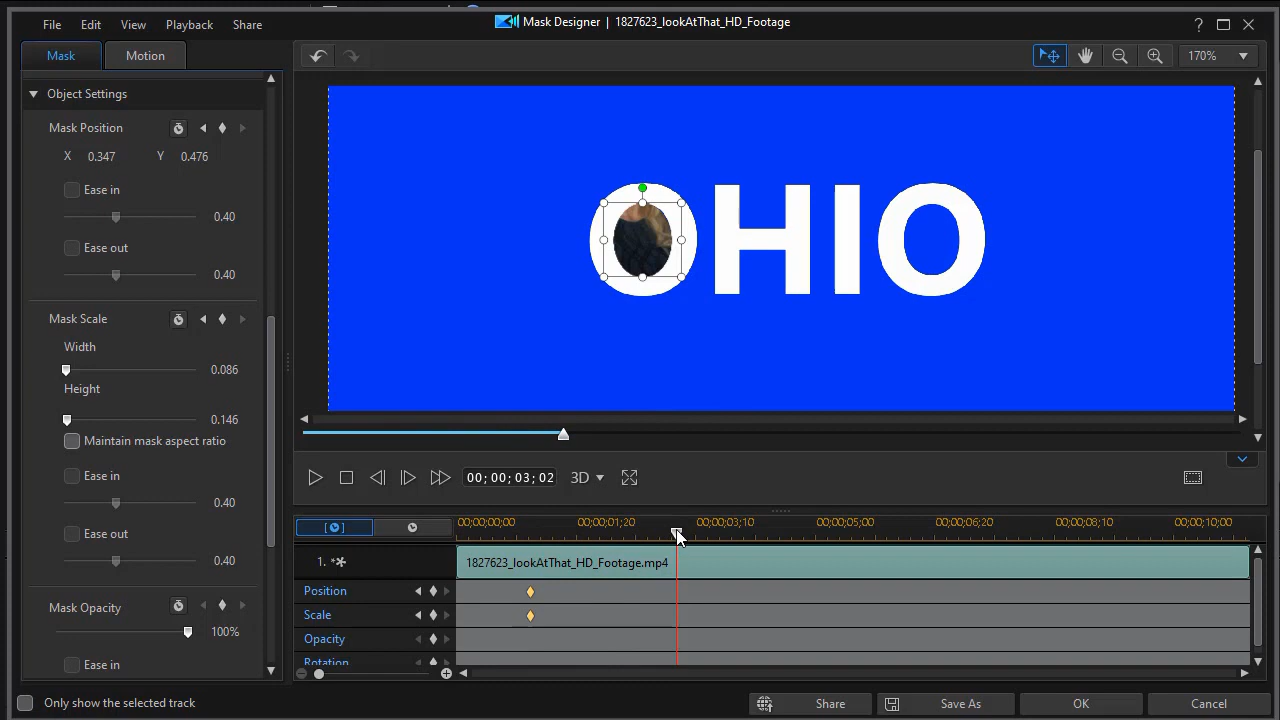 File Edit View Playback Share
Mask Designer | 1827623_lookAtThat_HD_Footage
?
Mask Motion
170%
Object Settings
Mask Position
X 0.347 Y 0.476
Ease in
0.40
Ease out
0.40
Mask Scale
Width
0.086
Height
0.146
Maintain mask aspect ratio
Ease in
0.40
Ease out
0.40
Mask Opacity
100%
Ease in
OHIO
00; 00; 03; 02 3D
00;00;00;00 00;00;01;20 00;00;03;10 00;00;05;00 00;00;06;20 00;00;08;10 00;00;10;00
1. 1827623_lookAtThat_HD_Footage.mp4
Position
Scale
Opacity
Rotation
Only show the selected track
Share Save As OK Cancel